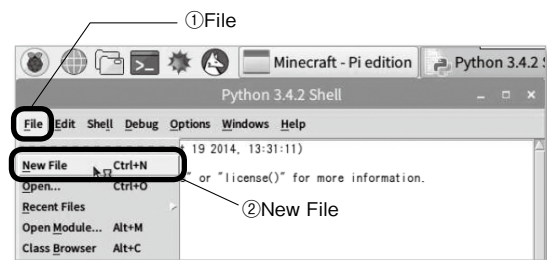 ①File
Minecraft - Pi edition
Python 3.4.2
Python 3.4.2 Shell
File Edit Shell Debug Options Windows Help
19 2014, 13:31:11)
New File Ctrl+N
" or "license()" for more information.
Open... Ctrl+O
②New File
Recent Files
Open Module... Alt+M
Class Browser Alt+C